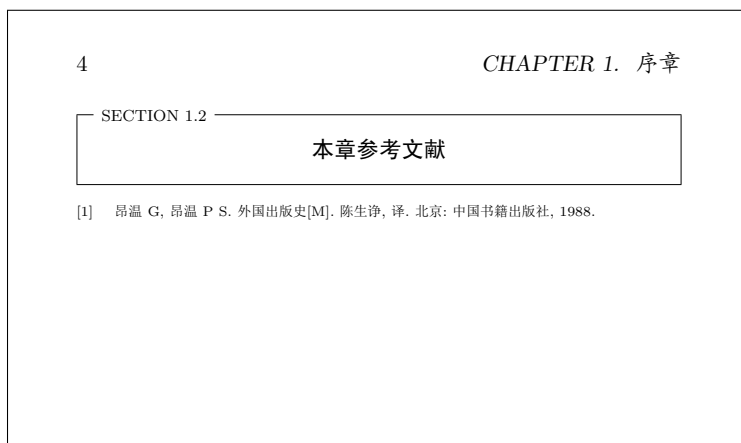 4 CHAPTER 1. 序章
SECTION 1.2
本章参考文献
[1] 昂温 G, 昂温 P S. 外国出版史[M]. 陈生诤, 译. 北京: 中国书籍出版社, 1988.